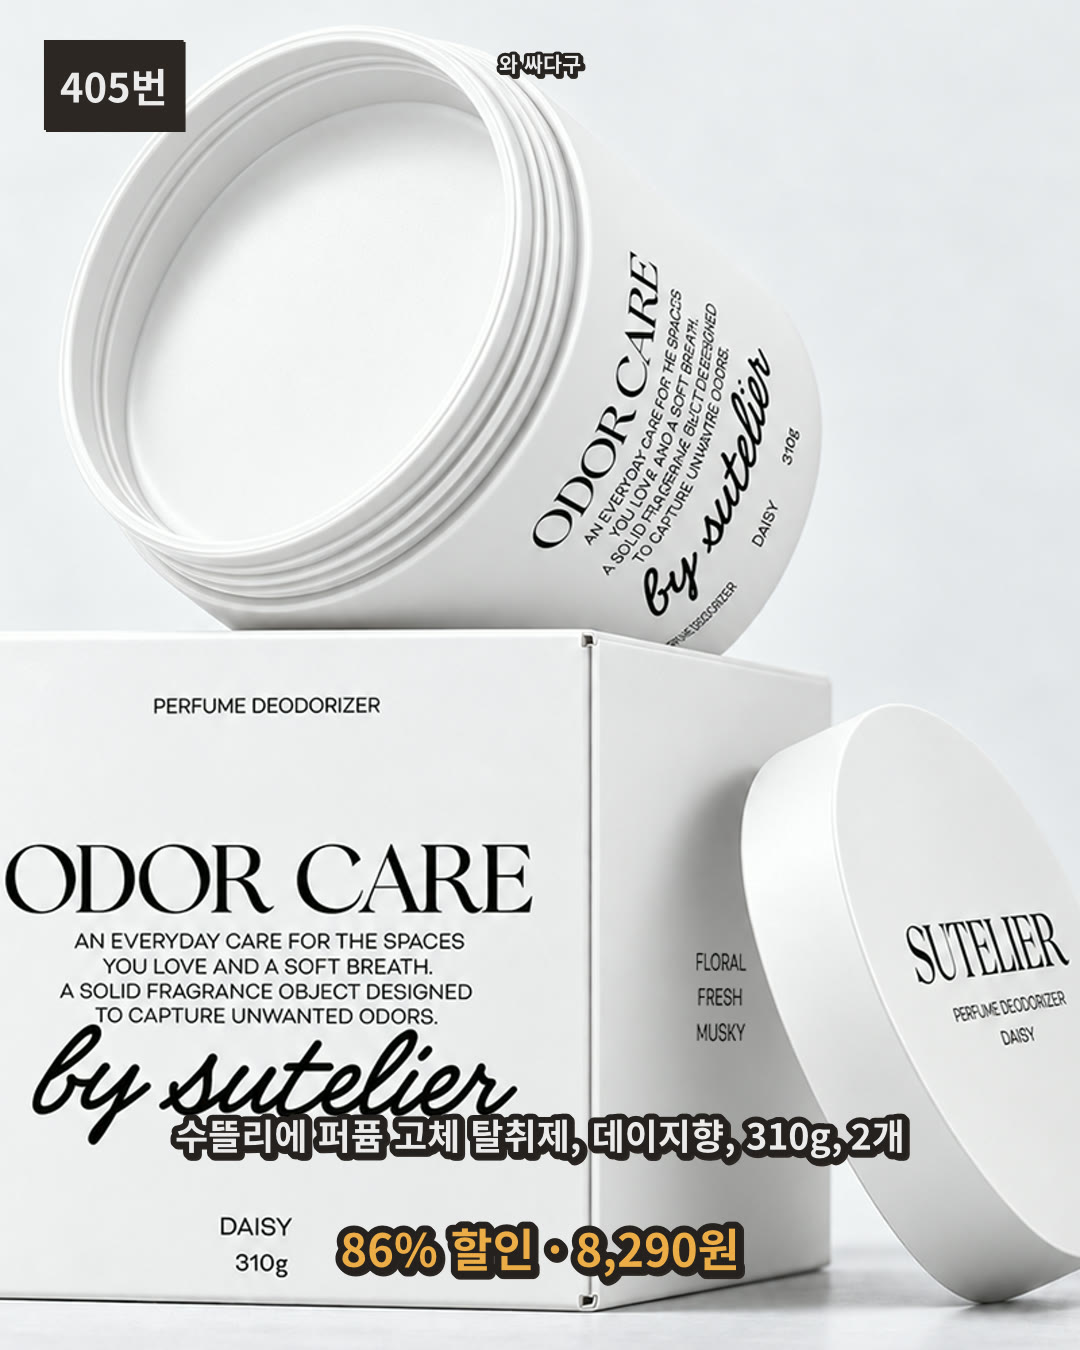 405번
와 싸다구
ODOR CARE
AN EVERYDAY CARE FOR THE SPACES
YOU LOVE AND A SOFT BREATH.
A SOLID
TO CAPTURE
by sutelier
DAISY
310g
PERFUME DEODORIZER
ODOR CARE
AN EVERYDAY CARE FOR THE SPACES
YOU LOVE AND A SOFT BREATH.
A SOLID FRAGRANCE OBJECT DESIGNED
TO CAPTURE UNWANTED ODORS.
by sutelier
FLORAL
FRESH
MUSKY
SUTELIER
PERFUME DEODORIZER
DAISY
수뜰리에 퍼퓸 고체 탈취제, 데이지향, 310g, 2개
DAISY
310g
86% 할인 • 8,290원